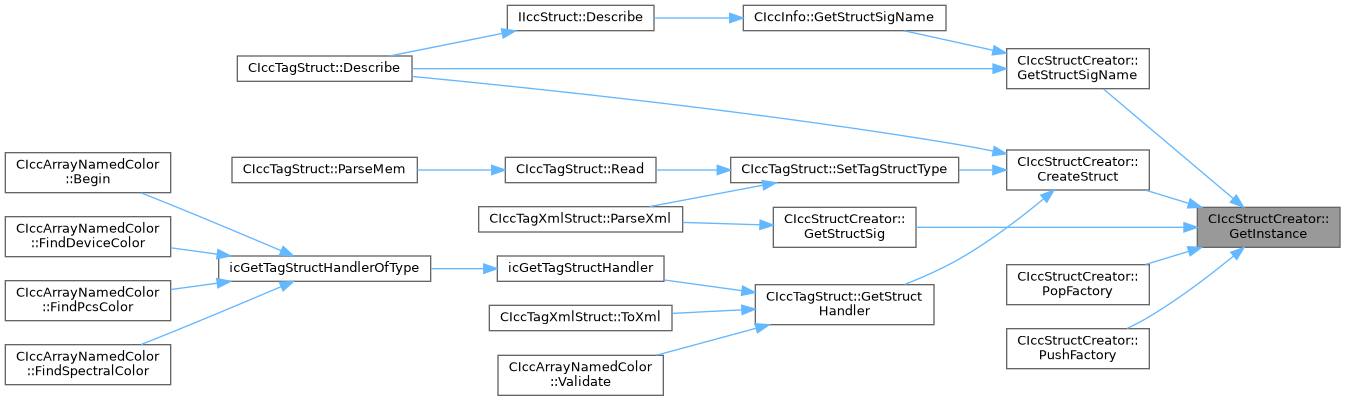 IIccStruct::Describe
CIccInfo::GetStructSigName
CIccTagStruct::Describe
CIccStructCreator::
GetStructSigName
CIccArrayNamedColor
::Begin
CIccTagStruct::ParseMem
CIccTagStruct::Read
CIccTagStruct::SetTagStructType
CIccStructCreator::
CreateStruct
CIccTagXmlStruct::ParseXml
CIccStructCreator::
GetStructSig
CIccStructCreator::
GetInstance
CIccArrayNamedColor
::FindDeviceColor
icGetTagStructHandlerOfType
icGetTagStructHandler
CIccStructCreator::
PopFactory
CIccArrayNamedColor
::FindPcsColor
CIccTagXmlStruct::ToXml
CIccTagStruct::GetStruct
Handler
CIccStructCreator::
PushFactory
CIccArrayNamedColor
::FindSpectralColor
CIccArrayNamedColor
::Validate